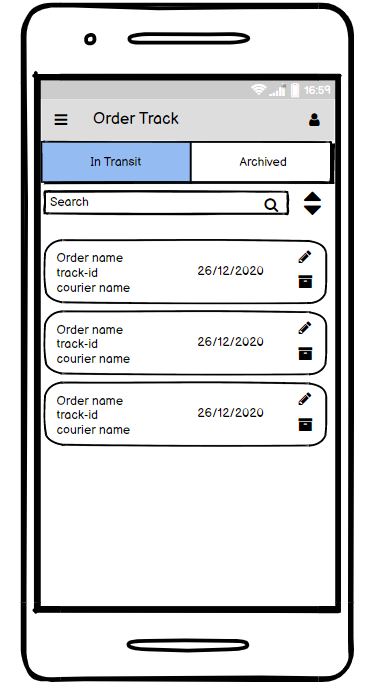 16:59
Order Track
In Transit
Archived
Search
Order name
track-id
courier name
26/12/2020
Order name
track-id
courier name
26/12/2020
Order name
track-id
courier name
26/12/2020